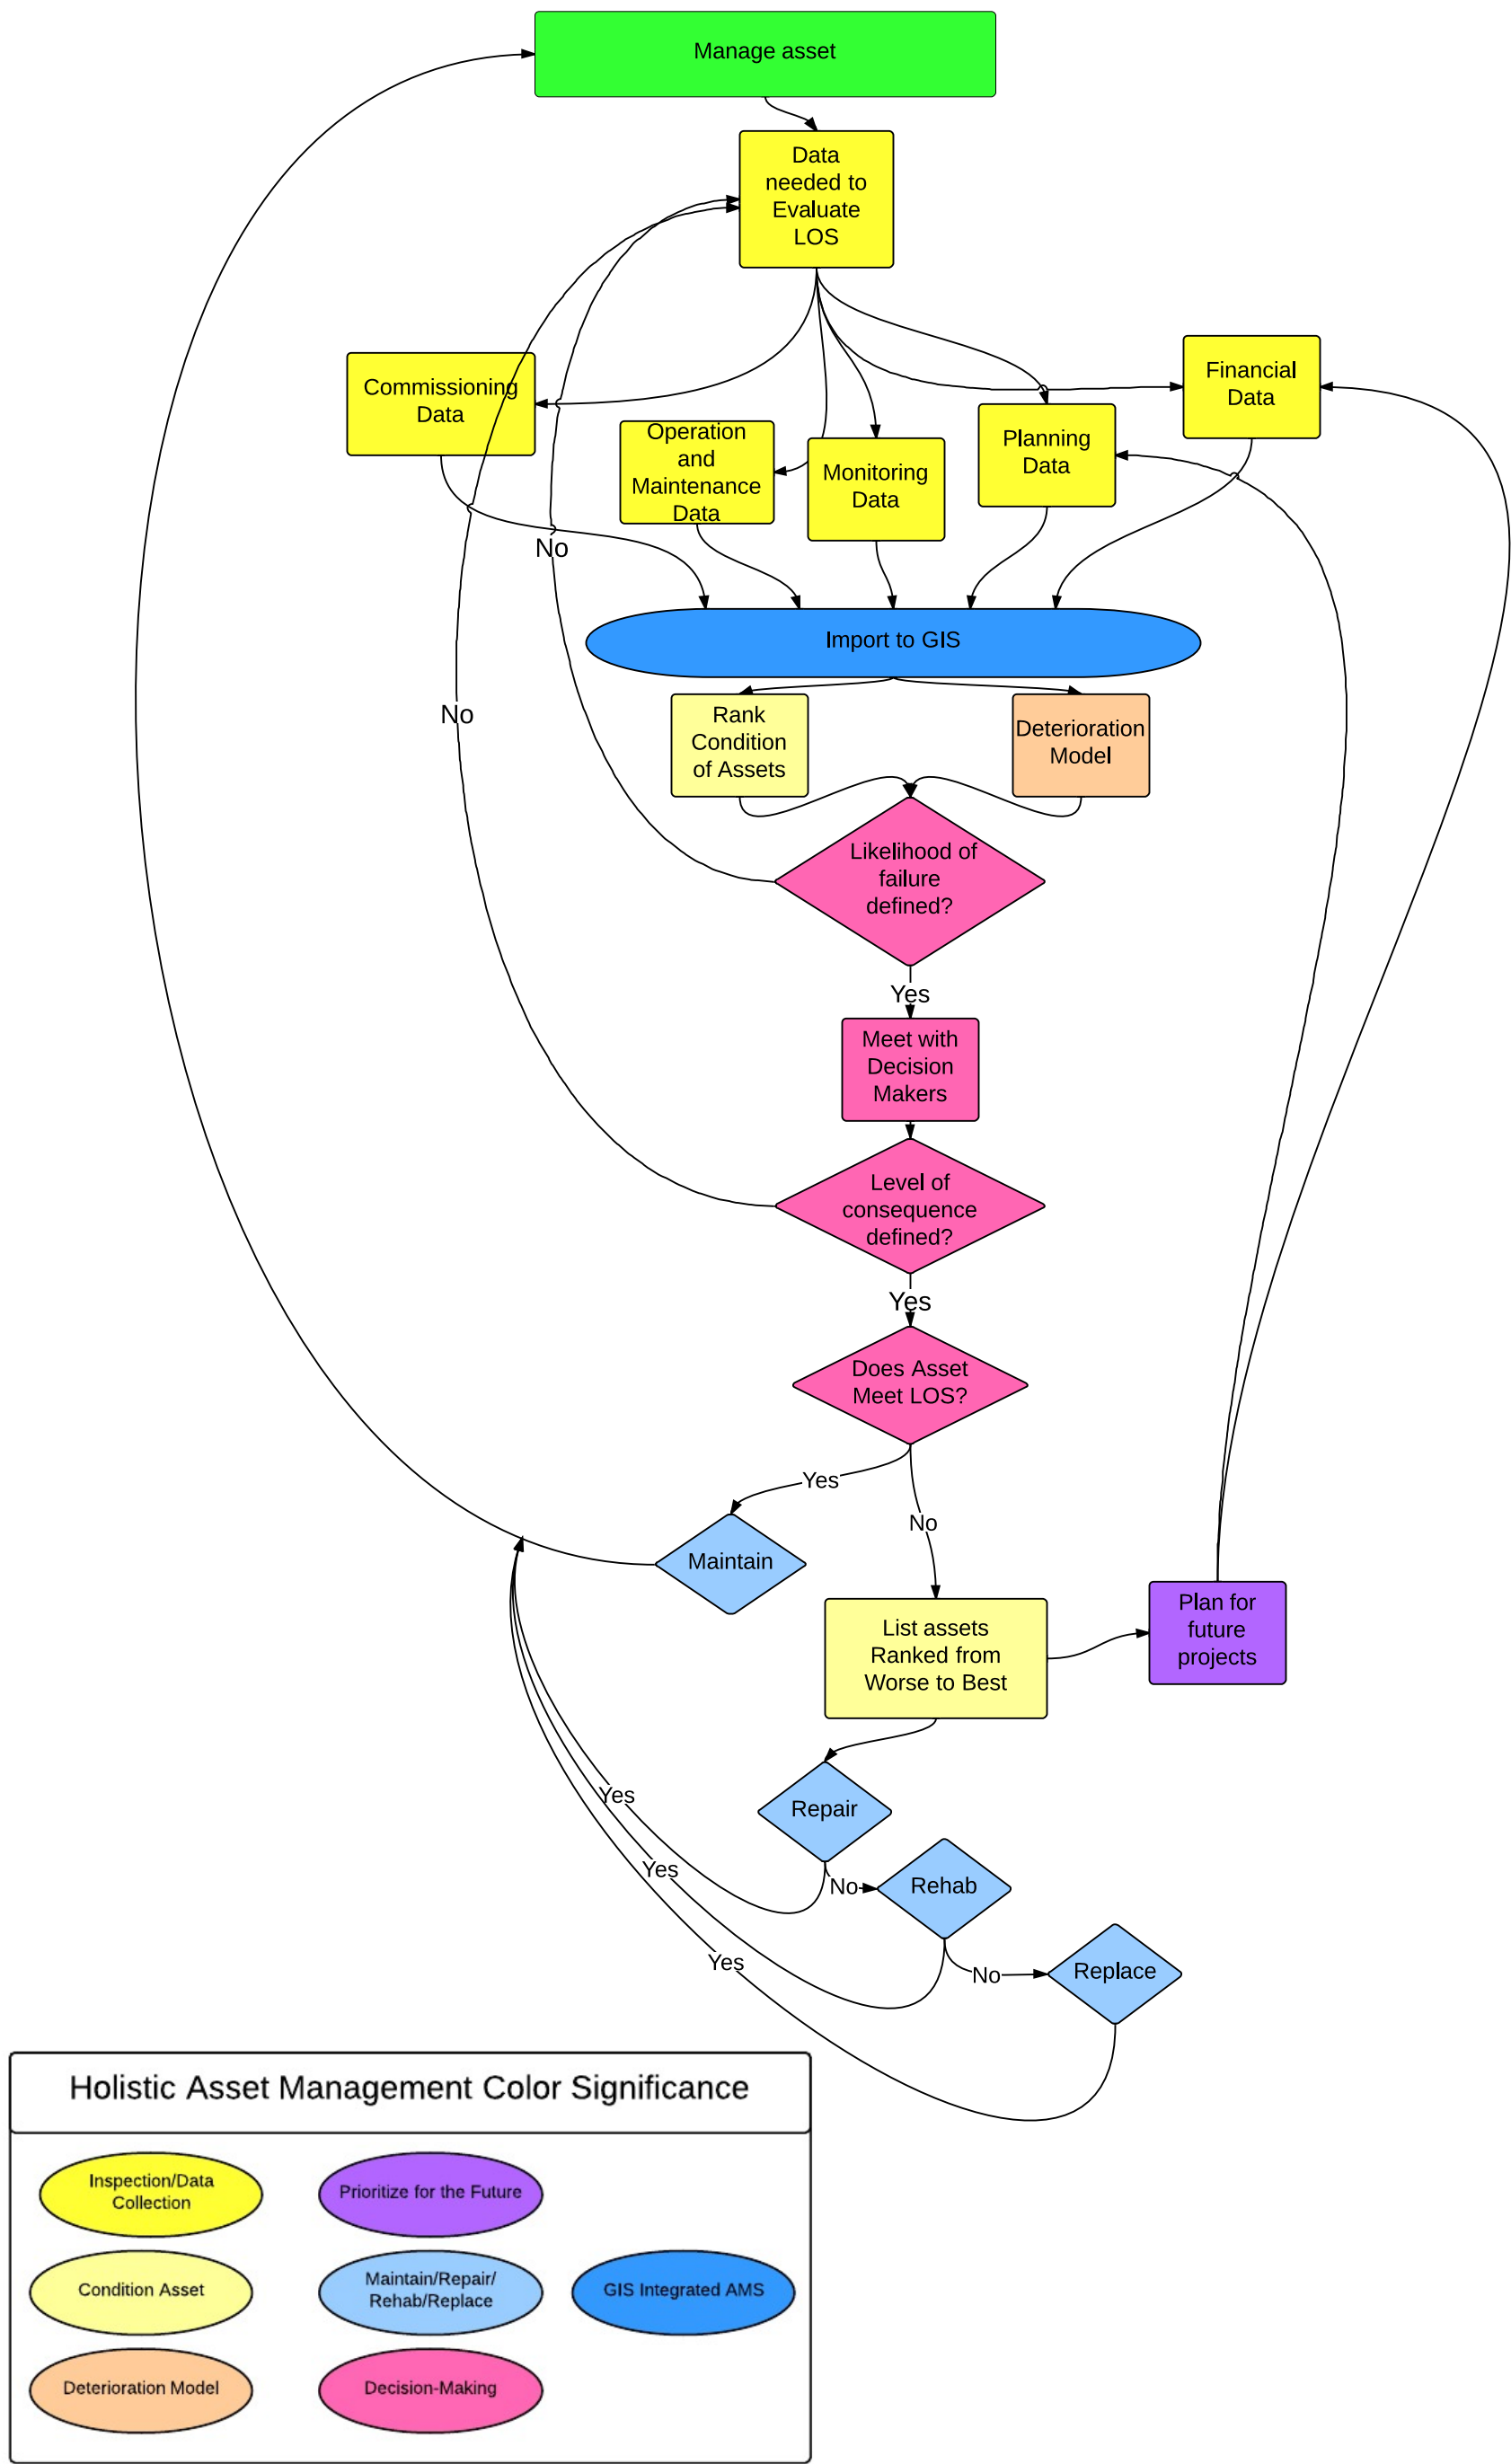 Manage asset
Data
needed to
Evaluate
LOS
Commissioning
Data
Operation
and
Maintenance
Data
Monitoring
Data
Planning
Data
Financial
Data
No
Import to GIS
No
Rank
Condition
of Assets
Deterioration
Model
Likelihood of
failure
defined?
Yes
Meet with
Decision
Makers
Level of
consequence
defined?
Yes
Does Asset
Meet LOS?
Yes
No
Maintain
List assets
Ranked from
Worse to Best
Plan for
future
projects
Repair
Yes
No
Rehab
Yes
No
Replace
Yes
Holistic Asset Management Color Significance
Inspection/Data
Collection
Prioritize for the Future
Condition Asset
Maintain/Repair/
Rehab/Replace
GIS Integrated AMS
Deterioration Model
Decision-Making